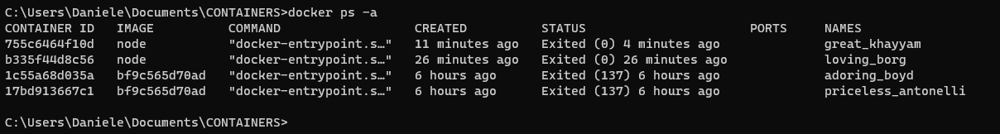 C:\Users\Daniele\Documents\CONTAINERS>docker ps -a
CONTAINER ID   IMAGE          COMMAND                  CREATED          STATUS                      PORTS     NAMES
755c6464f10d   node           "docker-entrypoint.s…"   11 minutes ago   Exited (0) 4 minutes ago              great_khayyam
b335f44d8c56   node           "docker-entrypoint.s…"   26 minutes ago   Exited (0) 26 minutes ago             loving_borg
1c55a68d035a   bf9c565d70ad   "docker-entrypoint.s…"   6 hours ago      Exited (137) 6 hours ago              adoring_boyd
17bd913667c1   bf9c565d70ad   "docker-entrypoint.s…"   6 hours ago      Exited (137) 6 hours ago              priceless_antonelli
C:\Users\Daniele\Documents\CONTAINERS>